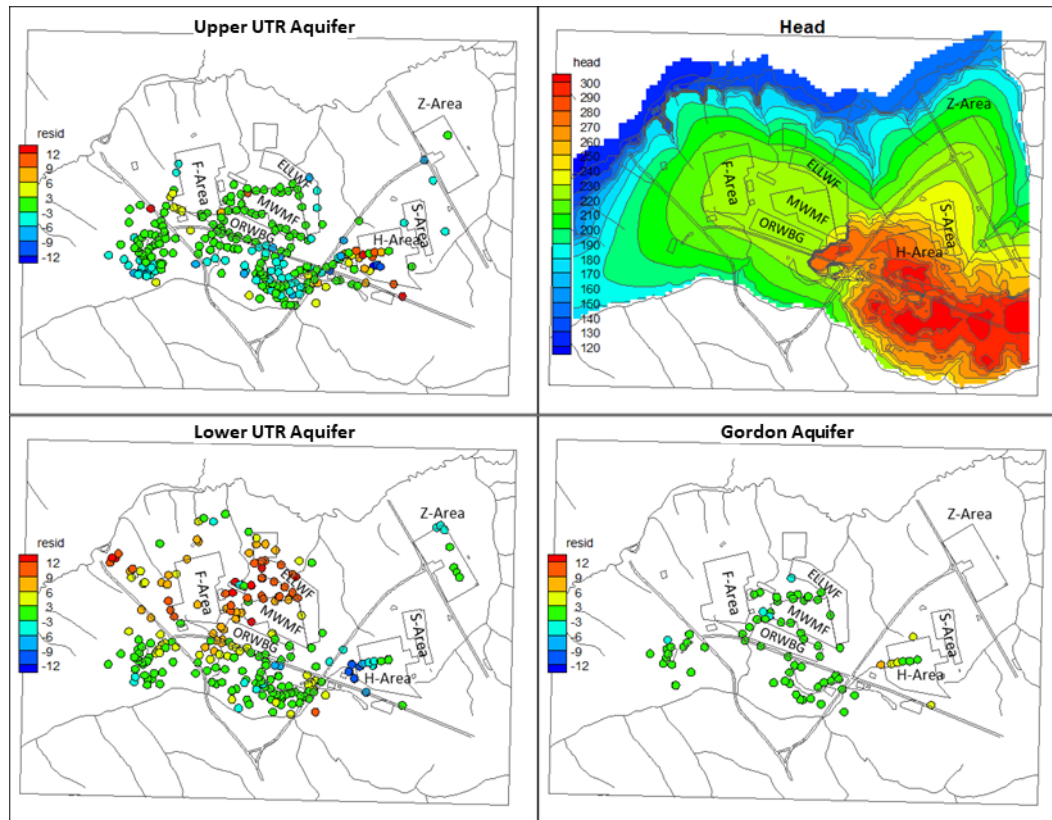 Upper UTR Aquifer
resid
12
9
6
3
-3
-6
-9
-12
Z-Area
F-Area
ELLWF
MWMF
ORWBG
S-Area
H-Area
Head
head
300
290
280
270
260
250
240
230
220
210
200
190
180
170
160
150
140
130
120
Z-Area
F-Area
ELLWF
MWMF
ORWBG
S-Area
H-Area
Lower UTR Aquifer
resid
12
9
6
3
-3
-6
-9
-12
Z-Area
F-Area
ELLWF
MWMF
ORWBG
S-Area
H-Area
Gordon Aquifer
resid
12
9
6
3
-3
-6
-9
-12
Z-Area
F-Area
ELLWF
MWMF
ORWBG
S-Area
H-Area